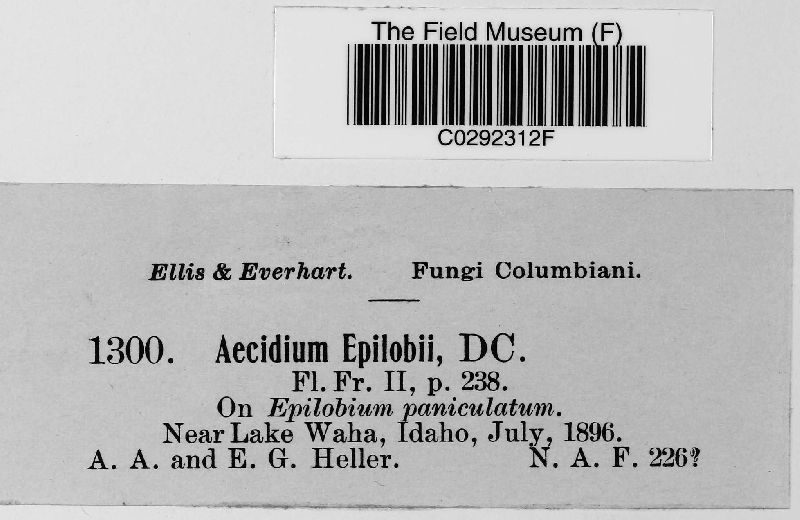 The Field Museum (F)
C0292312F
Ellis & Everhart. Fungi Columbiani.
1300. Aecidium Epilobii, DC.
Fl. Fr. II, p. 238.
On Epilobium paniculatum.
Near Lake Waha, Idaho, July, 1896.
A. A. and E. G. Heller. N. A. F. 226?